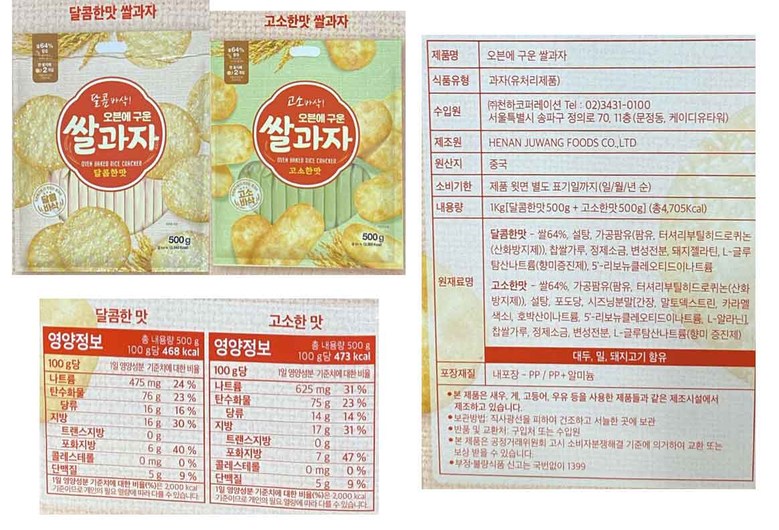 달콤한맛 쌀과자
고소한맛 쌀과자
쌀64%
달콤 바삭!
오븐에 구운
쌀과자
OVEN BAKED RICE CRACKER
달콤한맛
달콤
바삭
500g
쌀64%
고소 바삭!
오븐에 구운
쌀과자
OVEN BAKED RICE CRACKER
고소한맛
고소
바삭
500g
제품명 오븐에 구운 쌀과자
식품유형 과자(유처리제품)
수입원 ㈜천하코퍼레이션 Tel : 02)3431-0100
서울특별시 송파구 정의로 70, 11층(문정동, 케이디유타워)
제조원 HENAN JUWANG FOODS CO.,LTD
원산지 중국
소비기한 제품 윗면 별도 표기일까지(일/월/년 순)
내용량 1Kg[달콤한맛500g + 고소한맛500g] (총4,705Kcal)
원재료명
달콤한맛 - 쌀64%, 설탕, 가공팜유(팜유, 터셔리부틸히드로퀴논
(산화방지제)), 찹쌀가루, 정제소금, 변성전분, 돼지젤라틴, L-글루
탐산나트륨(향미증진제), 5'-리보뉴클레오티드이나트륨
고소한맛 - 쌀64%, 가공팜유(팜유, 터셔리부틸히드로퀴논(산화
방지제)), 설탕, 포도당, 시즈닝분말[간장, 말토덱스트린, 카라멜
색소, 호박산이나트륨, 5'-리보뉴클레오티드이나트륨, L-알라닌],
찹쌀가루, 정제소금, 변성전분, L-글루탐산나트륨(향미 증진제)
대두, 밀, 돼지고기 함유
포장재질 내포장 - PP / PP+알미늄
• 본 제품은 새우, 게, 고등어, 우유 등을 사용한 제품들과 같은 제조시설에서
제조하고 있습니다.
• 보관방법: 직사광선을 피하여 건조하고 서늘한 곳에 보관
• 반품 및 교환처: 구입처 또는 수입원
• 본 제품은 공정거래위원회 고시 소비자분쟁해결 기준에 의거하여 교환 또는
보상 받을 수 있습니다.
• 부정·불량식품 신고는 국번없이 1399
달콤한 맛
영양정보
총 내용량 500 g
100 g당 468 kcal
100 g당 1일 영양성분 기준치에 대한 비율
나트륨 475 mg 24 %
탄수화물 76 g 23 %
당류 16 g 16 %
지방 16 g 30 %
트랜스지방 0 g
포화지방 6 g 40 %
콜레스테롤 0 mg 0 %
단백질 5 g 9 %
1일 영양성분 기준치에 대한 비율(%)은 2,000 kcal
기준이므로 개인의 필요 열량에 따라 다를 수 있습니다.
고소한 맛
영양정보
총 내용량 500 g
100 g당 473 kcal
100 g당 1일 영양성분 기준치에 대한 비율
나트륨 625 mg 31 %
탄수화물 75 g 23 %
당류 14 g 14 %
지방 17 g 31 %
트랜스지방 0 g
포화지방 7 g 47 %
콜레스테롤 0 mg 0 %
단백질 5 g 9 %
1일 영양성분 기준치에 대한 비율(%)은 2,000 kcal
기준이므로 개인의 필요 열량에 따라 다를 수 있습니다.